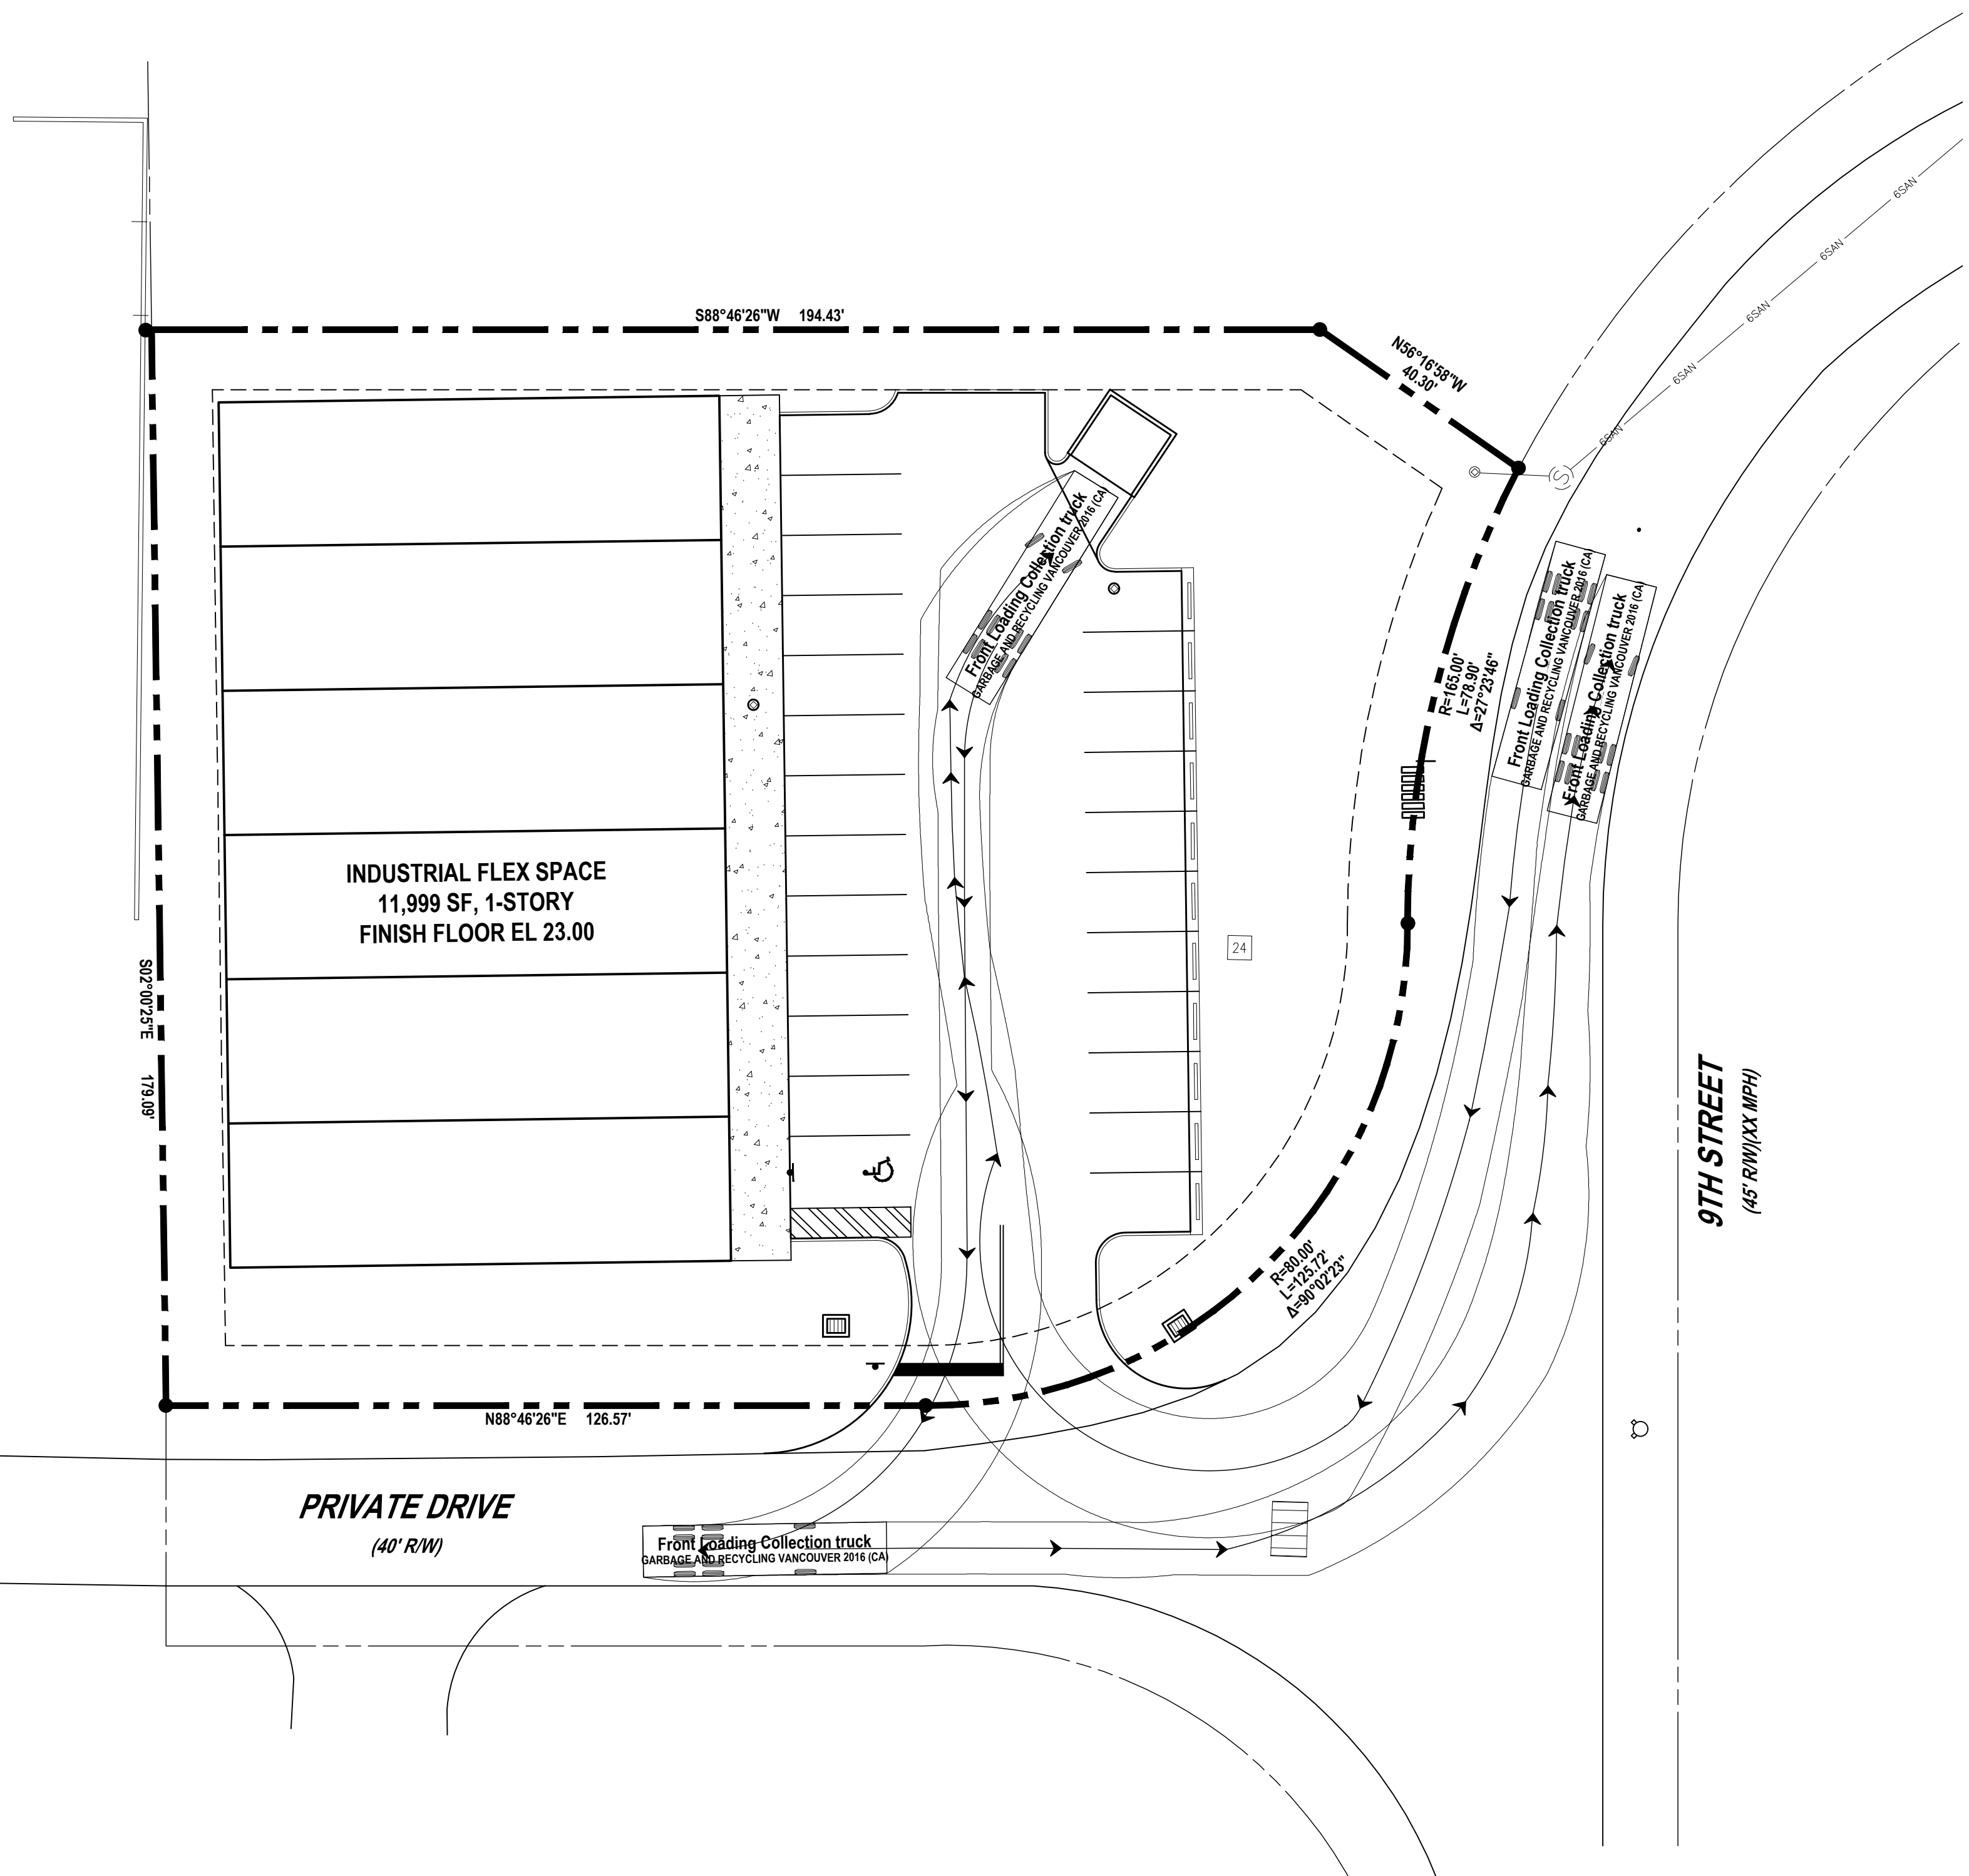 S88°46'26"W 194.43'
N56°16'58"W
40.30'
6SAN
6SAN
6SAN
6SAN
6SAN
(S)
Front Loading Collection truck
GARBAGE AND RECYCLING VANCOUVER 2016 (CA)
Front Loading Collection truck
GARBAGE AND RECYCLING VANCOUVER 2016 (CA)
Front Loading Collection truck
GARBAGE AND RECYCLING VANCOUVER 2016 (CA)
R=165.00'
L=78.90'
Δ=27°23'46"
INDUSTRIAL FLEX SPACE
11,999 SF, 1-STORY
FINISH FLOOR EL 23.00
24
S02°00'25"E 179.09'
9TH STREET
(45' R/W)(XX MPH)
R=80.00'
L=125.72'
Δ=90°02'23"
N88°46'26"E 126.57'
PRIVATE DRIVE
(40' R/W)
Front Loading Collection truck
GARBAGE AND RECYCLING VANCOUVER 2016 (CA)